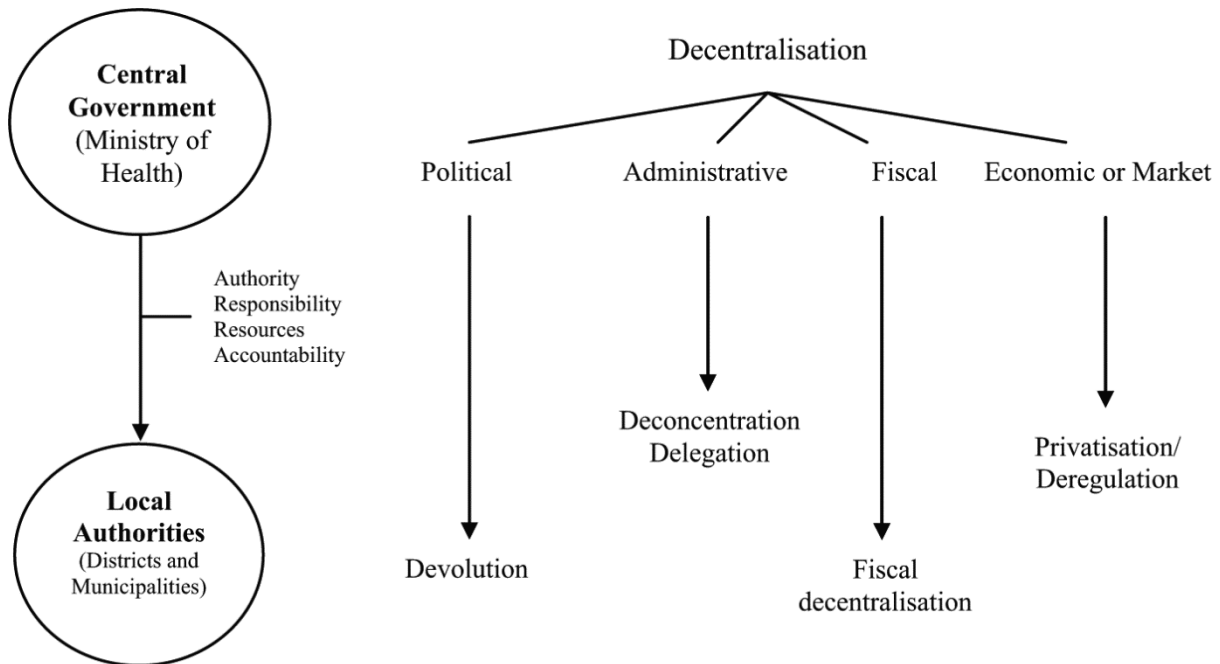 Central
Government
(Ministry of
Health)
Authority
Responsibility
Resources
Accountability
Local
Authorities
(Districts and
Municipalities)
Decentralisation
Political
Administrative
Fiscal
Economic or Market
Deconcentration
Delegation
Privatisation/
Deregulation
Devolution
Fiscal
decentralisation